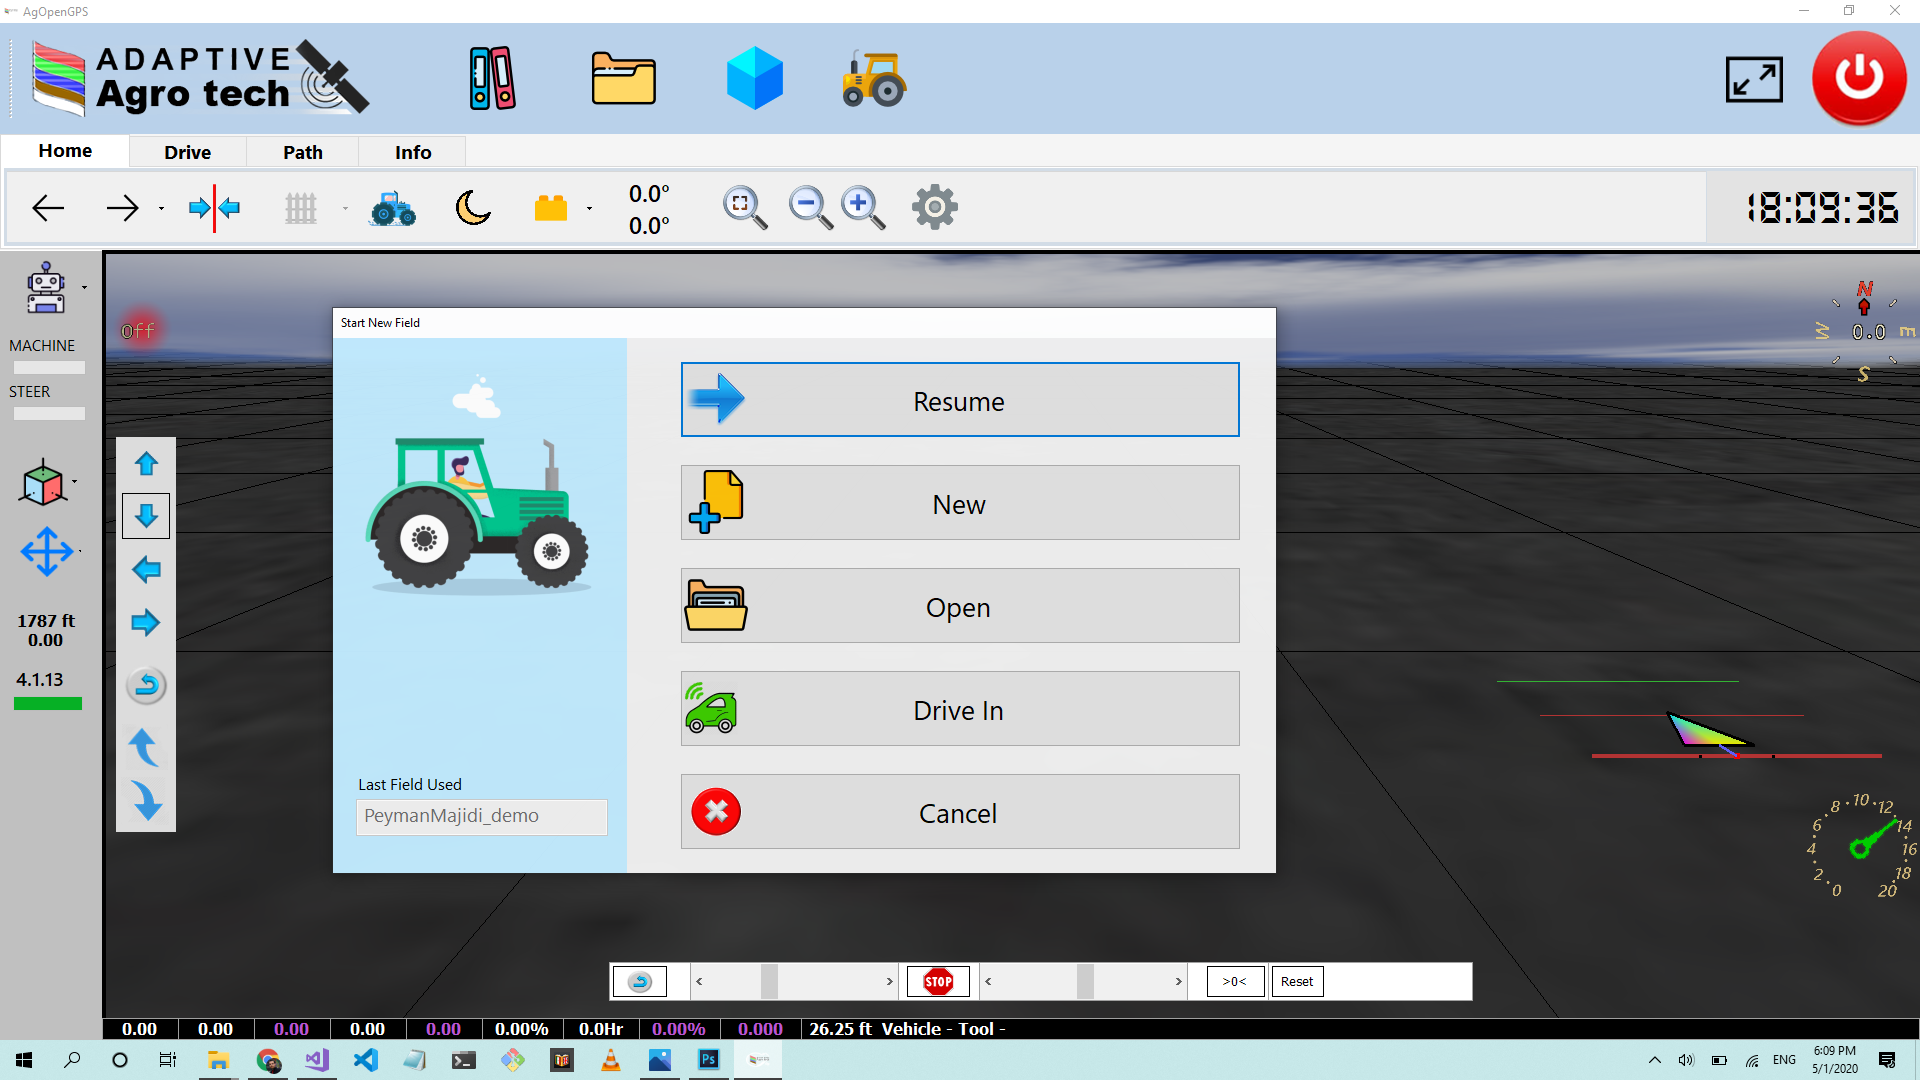 AgOpenGPS
ADAPTIVE
Agro tech
Home
Drive
Path
Info
0.0°
0.0°
18:09:36
MACHINE
STEER
1787 ft
0.00
4.1.13
Off
Start New Field
Resume
New
Open
Drive In
Cancel
Last Field Used
PeymanMajidi_demo
N
W
0.0
m
S
0
2
4
6
8
10
12
14
16
18
20
<
>
STOP
<
>
>0<
Reset
0.00
0.00
0.00
0.00
0.00
0.00%
0.0Hr
0.00%
0.000
26.25 ft Vehicle - Tool -
Ps
ENG
6:09 PM
5/1/2020